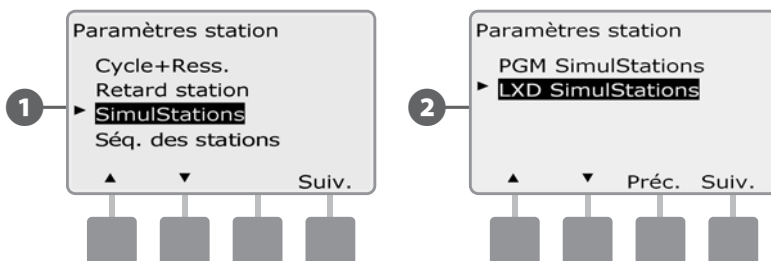 1
Paramètres station
Cycle+Ress.
Retard station
► SimulStations
Séq. des stations
▲ ▼ Suiv.
2
Paramètres station
PGM SimulStations
► LXD SimulStations
▲ ▼ Préc. Suiv.